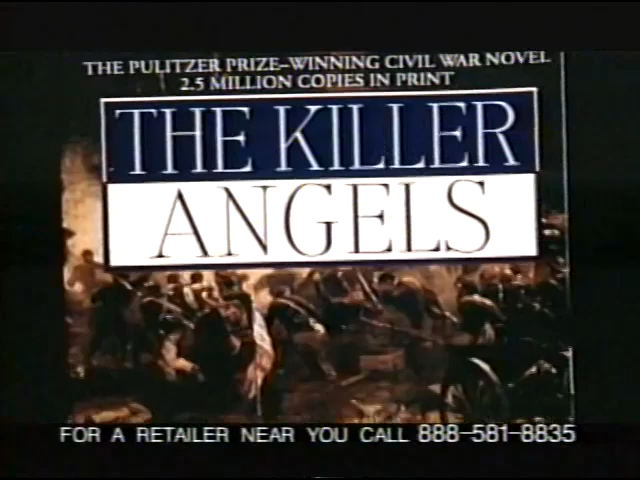 THE PULITZER PRIZE–WINNING CIVIL WAR NOVEL
2.5 MILLION COPIES IN PRINT
THE KILLER
ANGELS
FOR A RETAILER NEAR YOU CALL 888-581-8835